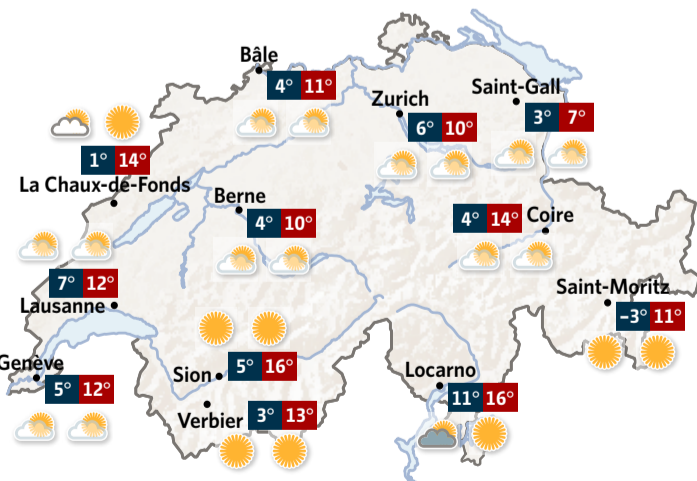 Bâle
4° 11°
Zurich
6° 10°
Saint-Gall
3° 7°
1° 14°
La Chaux-de-Fonds
Berne
4° 10°
4° 14° Coire
7° 12°
Lausanne
Saint-Moritz
–3° 11°
Genève
5° 12°
Sion 5° 16°
Verbier 3° 13°
Locarno
11° 16°